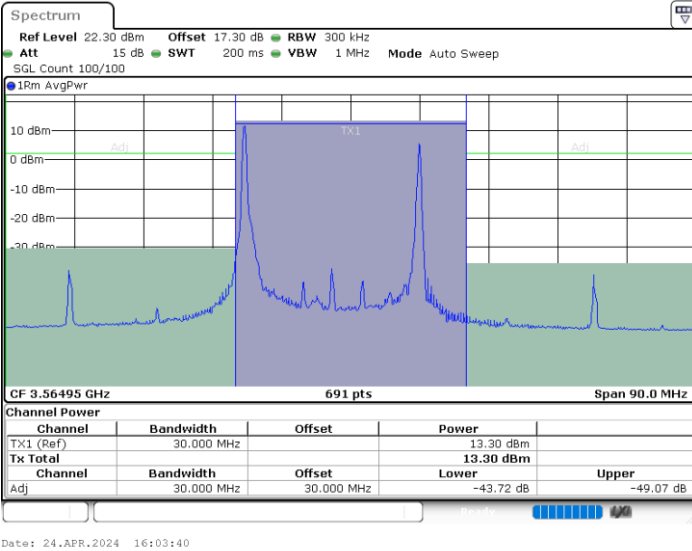 Spectrum
Ref Level 22.30 dBm Offset 17.30 dB RBW 300 kHz
Att 15 dB SWT 200 ms VBW 1 MHz Mode Auto Sweep
SGL Count 100/100
1Rm AvgPwr
TX1
10 dBm
Adj
Adj
0 dBm
-10 dBm
-20 dBm
-30 dBm
CF 3.56495 GHz 691 pts Span 90.0 MHz
Channel Power
Channel Bandwidth Offset Power
TX1 (Ref) 30.000 MHz 13.30 dBm
Tx Total 13.30 dBm
Channel Bandwidth Offset Lower Upper
Adj 30.000 MHz 30.000 MHz -43.72 dB -49.07 dB
Ready
Date: 24.APR.2024 16:03:40